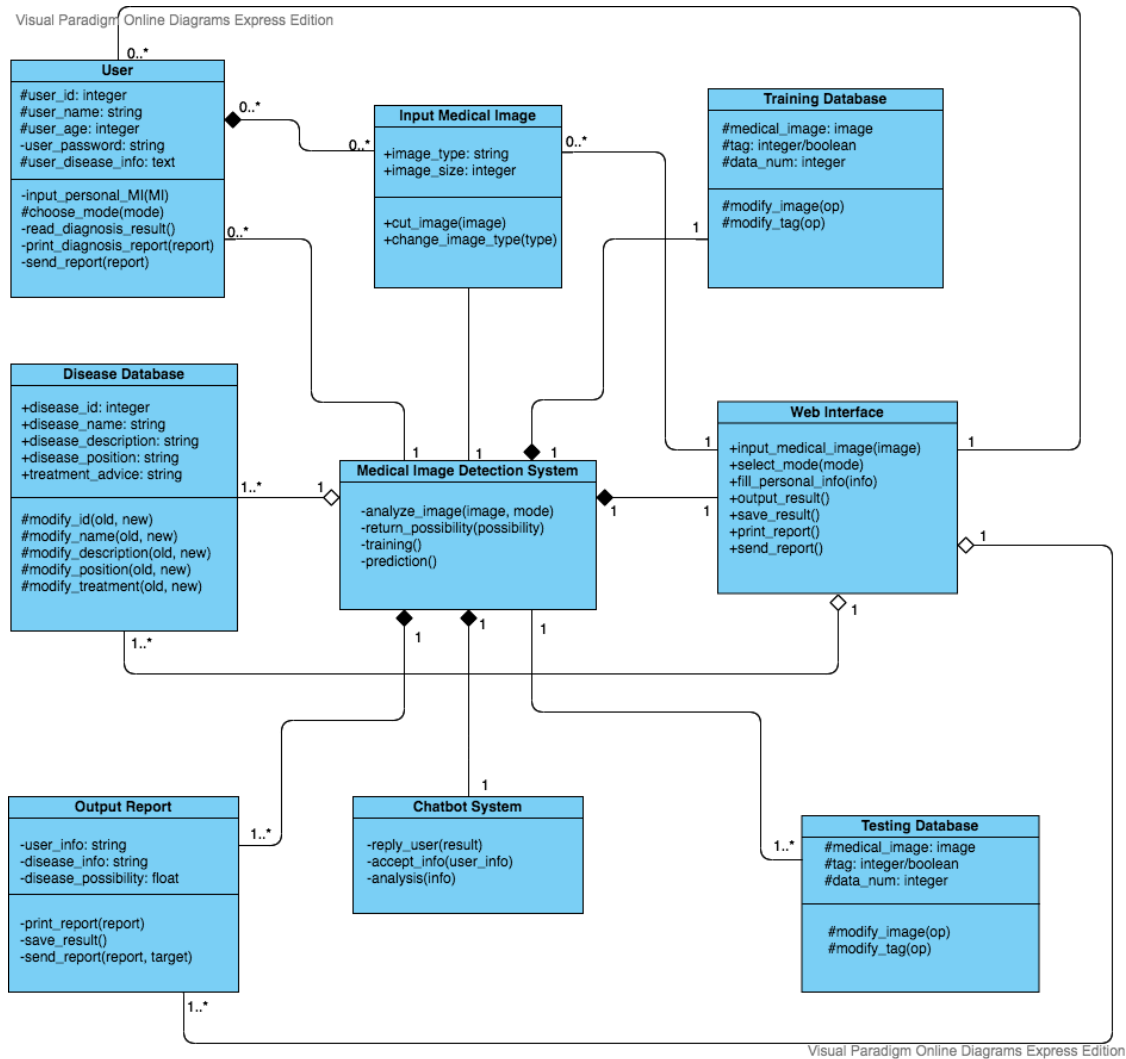 Visual Paradigm Online Diagrams Express Edition
0..*
User
#user_id: integer
#user_name: string
#user_age: integer
-user_password: string
#user_disease_info: text
-input_personal_MI(MI)
#choose_mode(mode)
-read_diagnosis_result()
-print_diagnosis_report(report)
-send_report(report)
0..*
0..*
0..*
Input Medical Image
+image_type: string
+image_size: integer
+cut_image(image)
+change_image_type(type)
0..*
Training Database
#medical_image: image
#tag: integer/boolean
#data_num: integer
#modify_image(op)
#modify_tag(op)
1
Disease Database
+disease_id: integer
+disease_name: string
+disease_description: string
+disease_position: string
+treatment_advice: string
#modify_id(old, new)
#modify_name(old, new)
#modify_description(old, new)
#modify_position(old, new)
#modify_treatment(old, new)
1..*
1
1..*
1
1
1
Medical Image Detection System
-analyze_image(image, mode)
-return_possibility(possibility)
-training()
-prediction()
1
1
1
1
Web Interface
+input_medical_image(image)
+select_mode(mode)
+fill_personal_info(info)
+output_result()
+save_result()
+print_report()
+send_report()
1
1
1
1
1
1
Output Report
-user_info: string
-disease_info: string
-disease_possibility: float
-print_report(report)
-save_result()
-send_report(report, target)
1..*
1..*
1
Chatbot System
-reply_user(result)
-accept_info(user_info)
-analysis(info)
1..*
Testing Database
#medical_image: image
#tag: integer/boolean
#data_num: integer
#modify_image(op)
#modify_tag(op)
Visual Paradigm Online Diagrams Express Edition